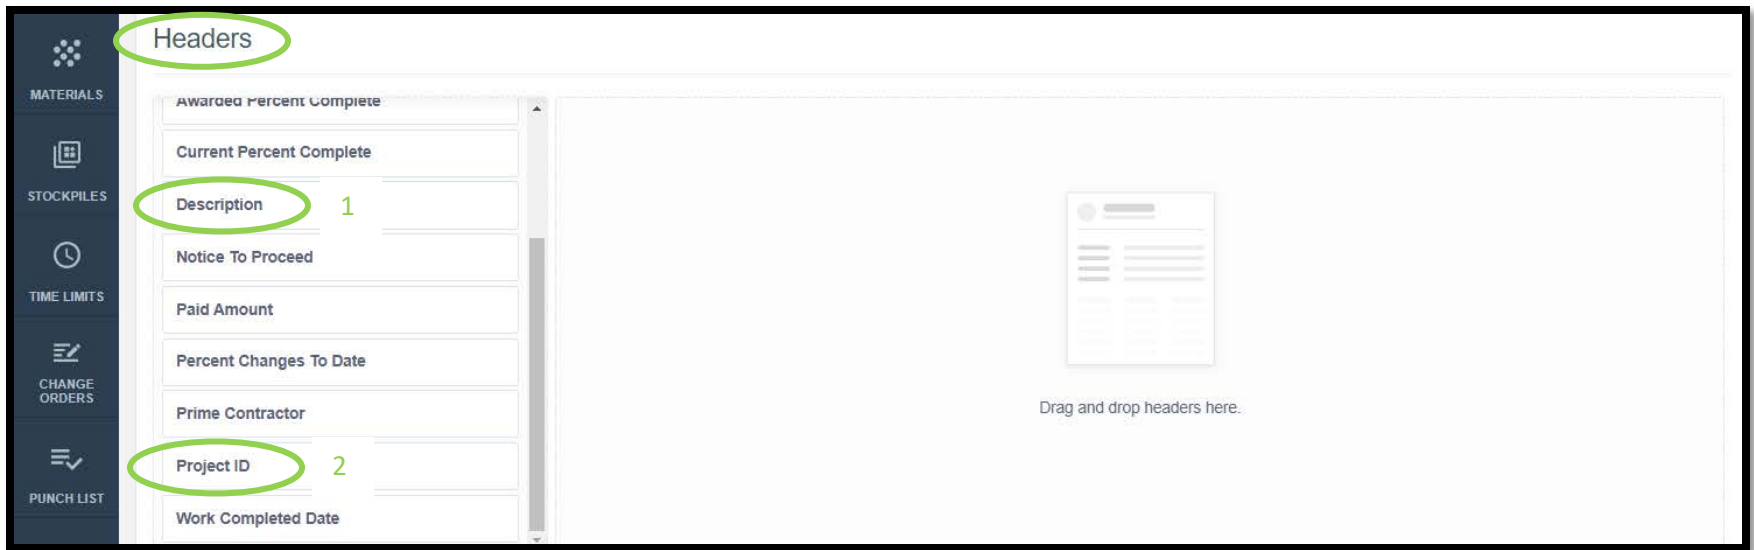 Headers
MATERIALS
STOCKPILES
TIME LIMITS
CHANGE
ORDERS
PUNCH LIST
Awarded Percent Complete
Current Percent Complete
Description 1
Notice To Proceed
Paid Amount
Percent Changes To Date
Prime Contractor
Project ID 2
Work Completed Date
Drag and drop headers here.